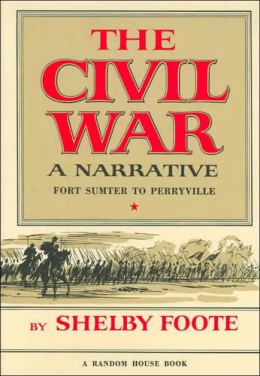 THE
CIVIL
WAR
A NARRATIVE
FORT SUMTER TO PERRYVILLE
BY SHELBY FOOTE
A RANDOM HOUSE BOOK